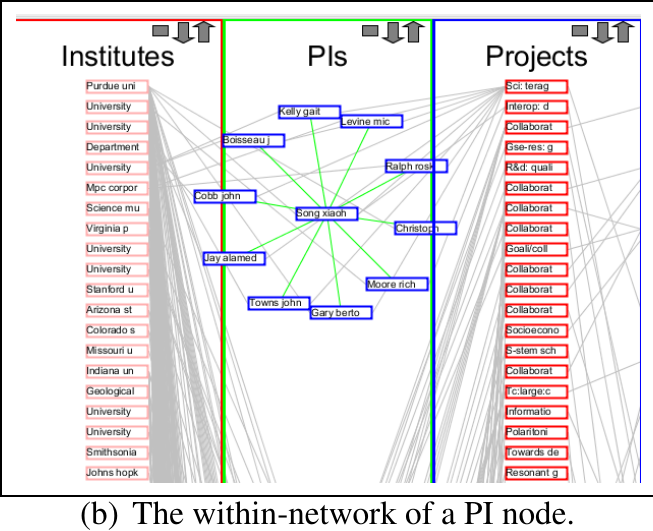 Institutes
PIs
Projects
Purdue uni
University
University
Department
University
Mpc corpor
Science mu
Virginia p
University
University
Stanford u
Arizona st
Colorado s
Missouri u
Indiana un
Geological
University
University
Smithsonia
Johns hopk
Kelly gait
Levine mic
Boisseau j
Ralph rosk
Cobb john
Song xiaoh
Christoph
Jay alamed
Moore rich
Towns john
Gary berto
Sci: terag
Interop: d
Collaborat
Gse-res: g
R&d: quali
Collaborat
Collaborat
Collaborat
Goali/coll
Collaborat
Collaborat
Collaborat
Socioecono
S-stem sch
Collaborat
Tc:large:c
Informatio
Polaritoni
Towards de
Resonant g
(b) The within-network of a PI node.